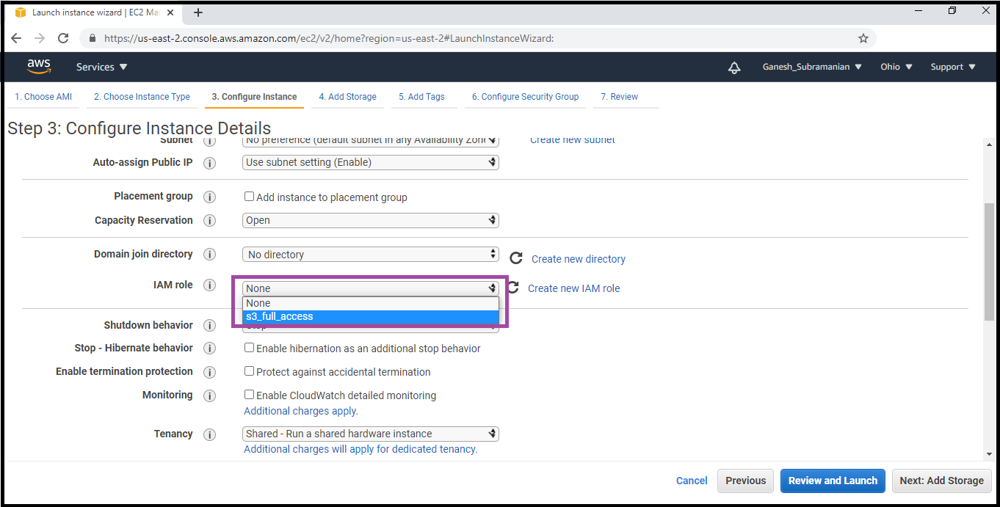 Launch instance wizard | EC2 Ma
https://us-east-2.console.aws.amazon.com/ec2/v2/home?region=us-east-2#LaunchInstanceWizard:
aws Services Ganesh_Subramanian Ohio Support
1. Choose AMI 2. Choose Instance Type 3. Configure Instance 4. Add Storage 5. Add Tags 6. Configure Security Group 7. Review
Step 3: Configure Instance Details
Subnet No preference (default subnet in any Availability Zone Create new subnet
Auto-assign Public IP Use subnet setting (Enable)
Placement group Add instance to placement group
Capacity Reservation Open
Domain join directory No directory Create new directory
IAM role None Create new IAM role
None
s3_full_access
Shutdown behavior Stop
Stop - Hibernate behavior Enable hibernation as an additional stop behavior
Enable termination protection Protect against accidental termination
Monitoring Enable CloudWatch detailed monitoring
Additional charges apply.
Tenancy Shared - Run a shared hardware instance
Additional charges will apply for dedicated tenancy.
Cancel Previous Review and Launch Next: Add Storage